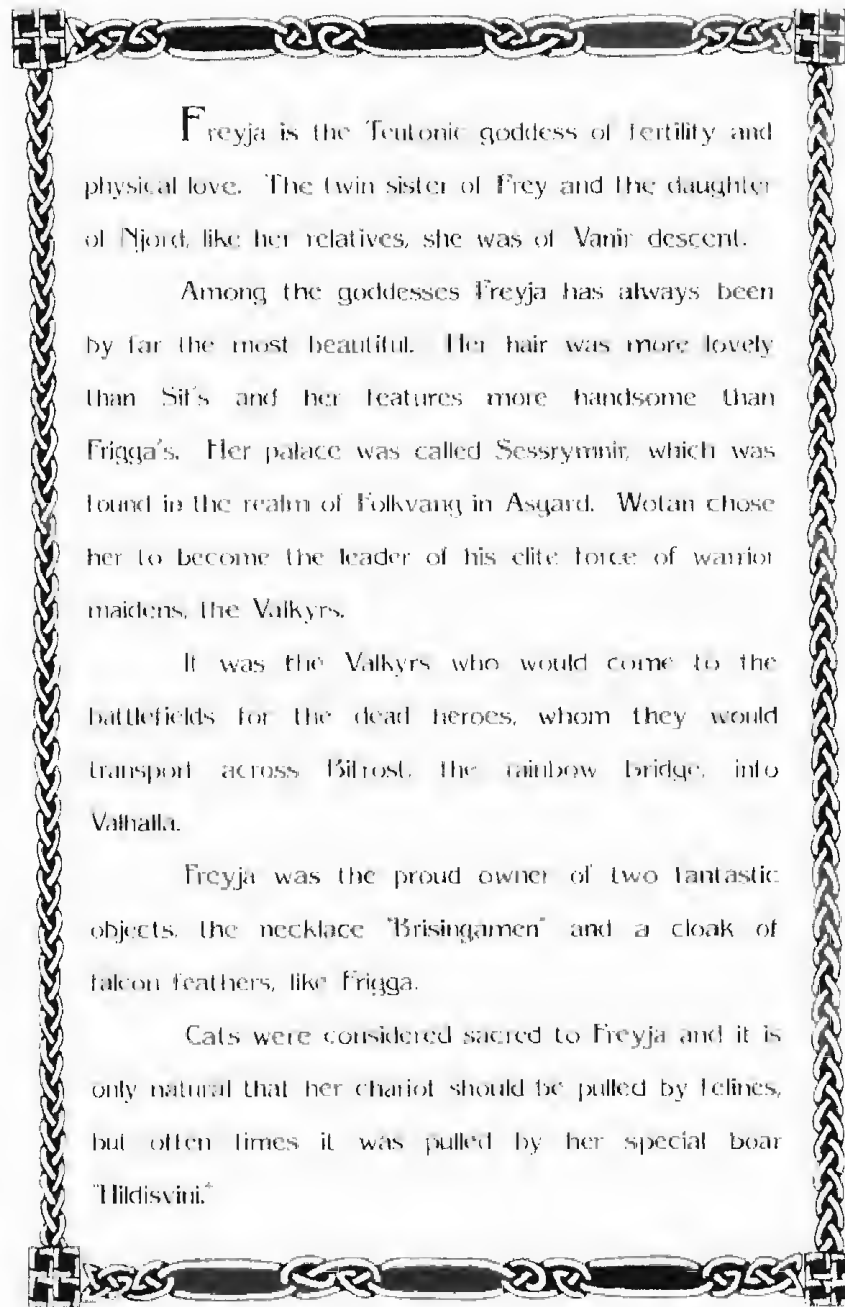 Freyja is the Teutonic goddess of fertility and
physical love. The twin sister of Frey and the daughter
of Njord, like her relatives, she was of Vanir descent.
Among the goddesses Freyja has always been
by far the most beautiful. Her hair was more lovely
than Sif's and her features more handsome than
Frigga's. Her palace was called Sessrymnir, which was
found in the realm of Folkvang in Asgard. Wotan chose
her to become the leader of his elite force of warrior
maidens, the Valkyrs.
It was the Valkyrs who would come to the
battlefields for the dead heroes, whom they would
transport across Bifrost, the rainbow bridge, into
Valhalla.
Freyja was the proud owner of two fantastic
objects, the necklace "Brisingamen" and a cloak of
falcon feathers, like Frigga.
Cats were considered sacred to Freyja and it is
only natural that her chariot should be pulled by felines,
but often times it was pulled by her special boar
"Hildisvini."